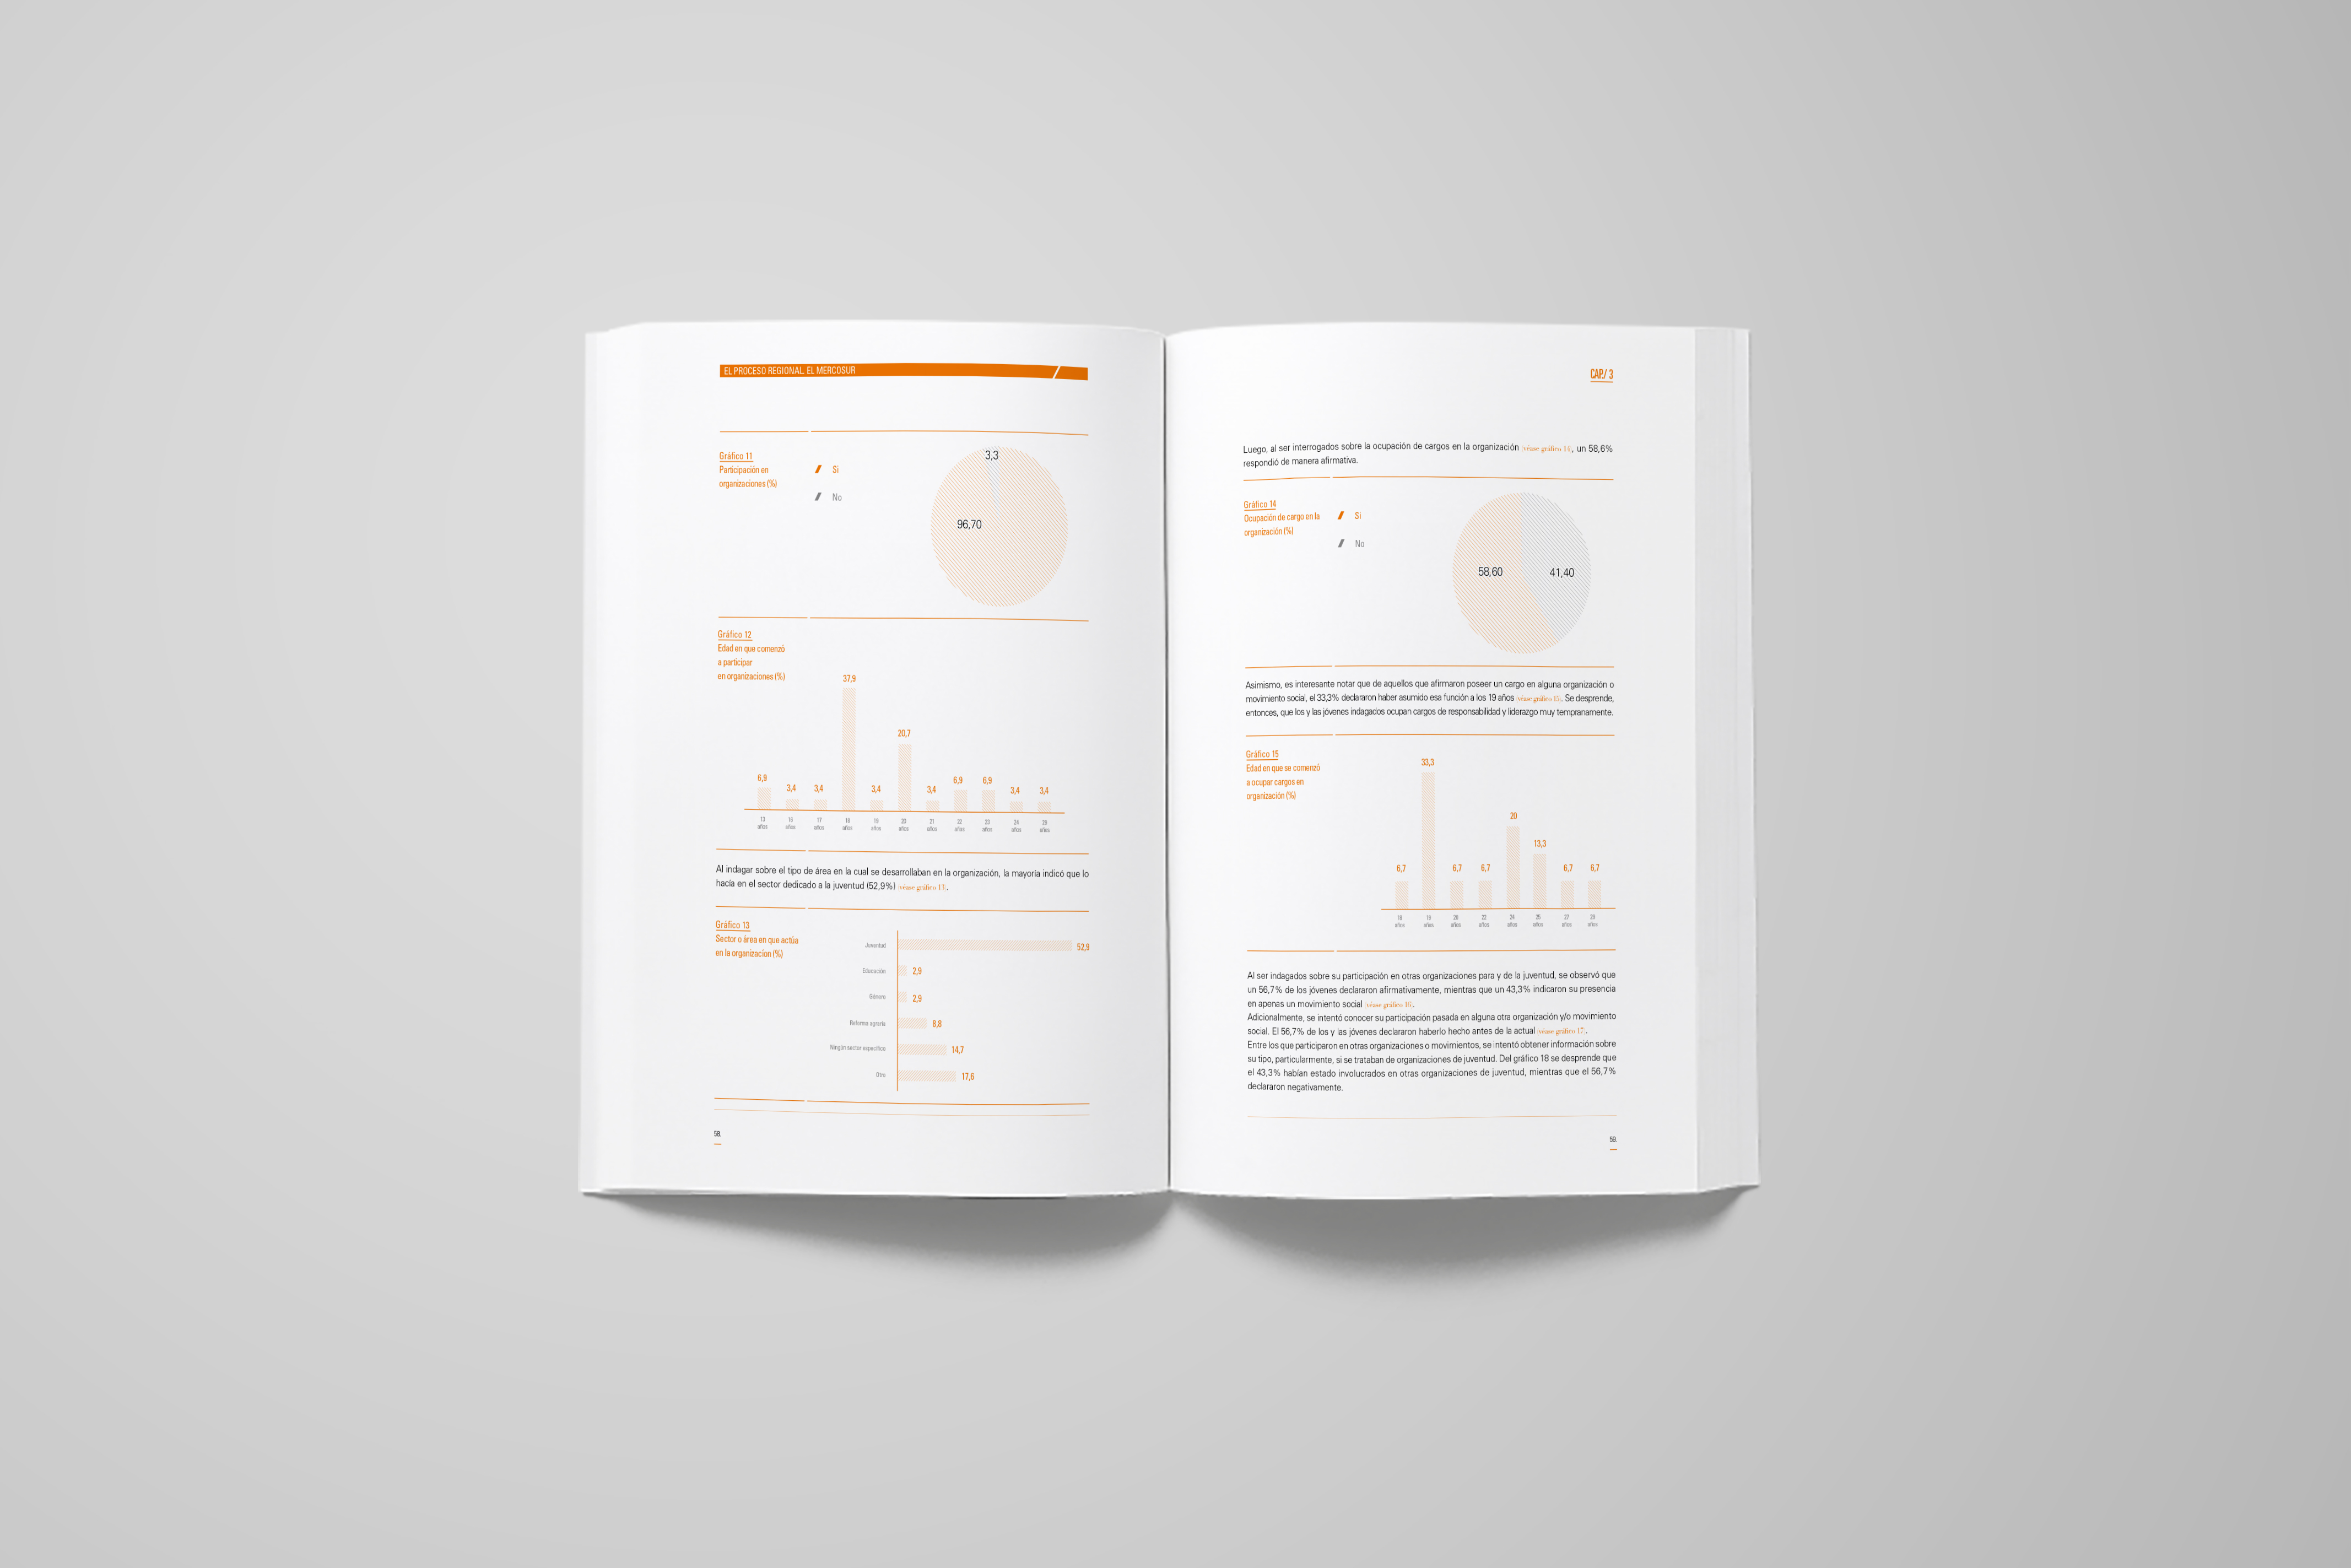 EL PROCESO REGIONAL. EL MERCOSUR
Gráfico 11
Participación en
organizaciones (%)
Si
No
3,3
96,70
Gráfico 12
Edad en que comenzó
a participar
en organizaciones (%)
6,9
3,4
3,4
37,9
3,4
20,7
3,4
6,9
6,9
3,4
3,4
13 años
16 años
17 años
18 años
19 años
20 años
21 años
22 años
23 años
24 años
años
Al indagar sobre el tipo de área en la cual se desarrollaban en la organización, la mayoría indicó que lo
hacía en el sector dedicado a la juventud (52,9%) (véase gráfico 13).
Gráfico 13
Sector o área en que actúa
en la organizacion (%)
Juventud 52,9
Educación 2,9
Género 2,9
Reforma agraria 8,8
Ningún sector específico 14,7
Otro 17,6
58.
CAP./ 3
Luego, al ser interrogados sobre la ocupación de cargos en la organización (véase gráfico 14), un 58,6%
respondió de manera afirmativa.
Gráfico 14
Ocupación de cargo en la
organización (%)
Si
No
58,60
41,40
Asimismo, es interesante notar que de aquellos que afirmaron poseer un cargo en alguna organización o
movimiento social, el 33,3% declararon haber asumido esa función a los 19 años (véase gráfico 15). Se desprende,
entonces, que los y las jóvenes indagados ocupan cargos de responsabilidad y liderazgo muy tempranamente.
Gráfico 15
Edad en que se comenzó
a ocupar cargos en
organización (%)
6,7
33,3
6,7
6,7
20
13,3
6,7
6,7
18 años
19 años
20 años
22 años
24 años
25 años
27 años
29 años
Al ser indagados sobre su participación en otras organizaciones para y de la juventud, se observó que
un 56,7% de los jóvenes declararon afirmativamente, mientras que un 43,3% indicaron su presencia
en apenas un movimiento social (véase gráfico 16).
Adicionalmente, se intentó conocer su participación pasada en alguna otra organización y/o movimiento
social. El 56,7% de los y las jóvenes declararon haberlo hecho antes de la actual (véase gráfico 17).
Entre los que participaron en otras organizaciones o movimientos, se intentó obtener información sobre
su tipo, particularmente, si se trataban de organizaciones de juventud. Del gráfico 18 se desprende que
el 43,3% habían estado involucrados en otras organizaciones de juventud, mientras que el 56,7%
declararon negativamente.
59.